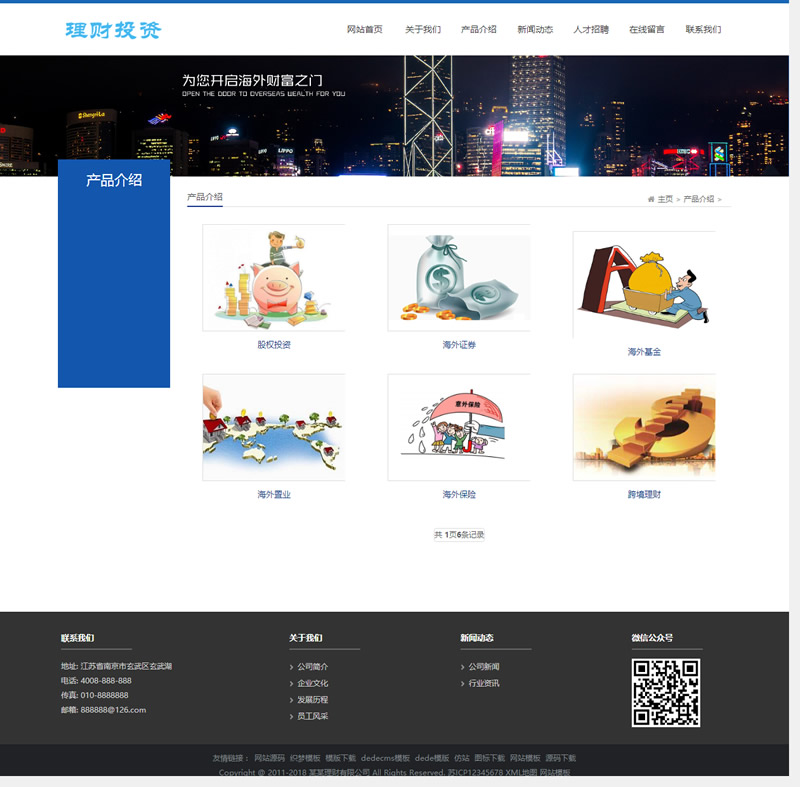 理财投资
网站首页 关于我们 产品介绍 新闻动态 人才招聘 在线留言 联系我们
为您开启海外财富之门
OPEN THE DOOR TO OVERSEAS WEALTH FOR YOU
Shangri-La
LIPPO
LIPPO
citi
产品介绍
产品介绍
主页 > 产品介绍 >
股权投资 海外证券 海外基金
意外保险
海外置业 海外保险 跨境理财
共 1页6条记录
联系我们
地址: 江苏省南京市玄武区玄武湖
电话: 4008-888-888
传真: 010-8888888
邮箱: 888888@126.com
关于我们
公司简介
企业文化
发展历程
员工风采
新闻动态
公司新闻
行业资讯
微信公众号
友情链接： 网站源码 织梦模板 模版下载 dedecms模板 dede模板 仿站 图标下载 网站模板 源码下载
Copyright @ 2011-2018 某某理财有限公司 All Rights Reserved. 苏ICP12345678 XML地图 网站模板